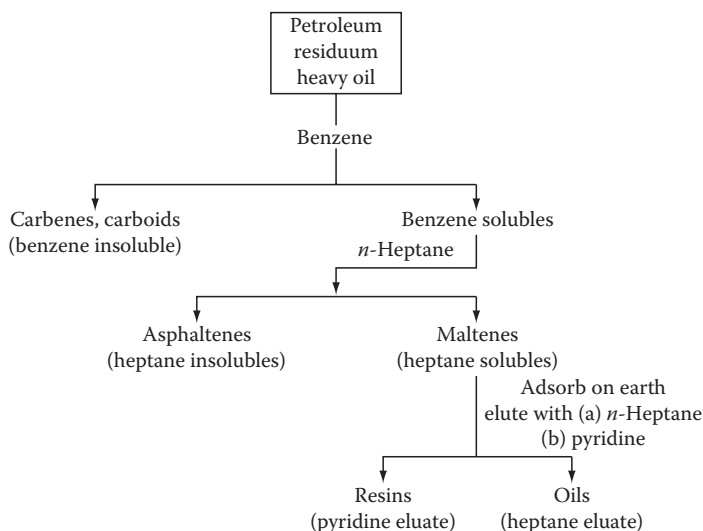 Petroleum
residuum
heavy oil
Benzene
Carbenes, carboids
(benzene insoluble)
Benzene solubles
n-Heptane
Asphaltenes
(heptane insolubles)
Maltenes
(heptane solubles)
Adsorb on earth
elute with (a) n-Heptane
(b) pyridine
Resins
(pyridine eluate)
Oils
(heptane eluate)